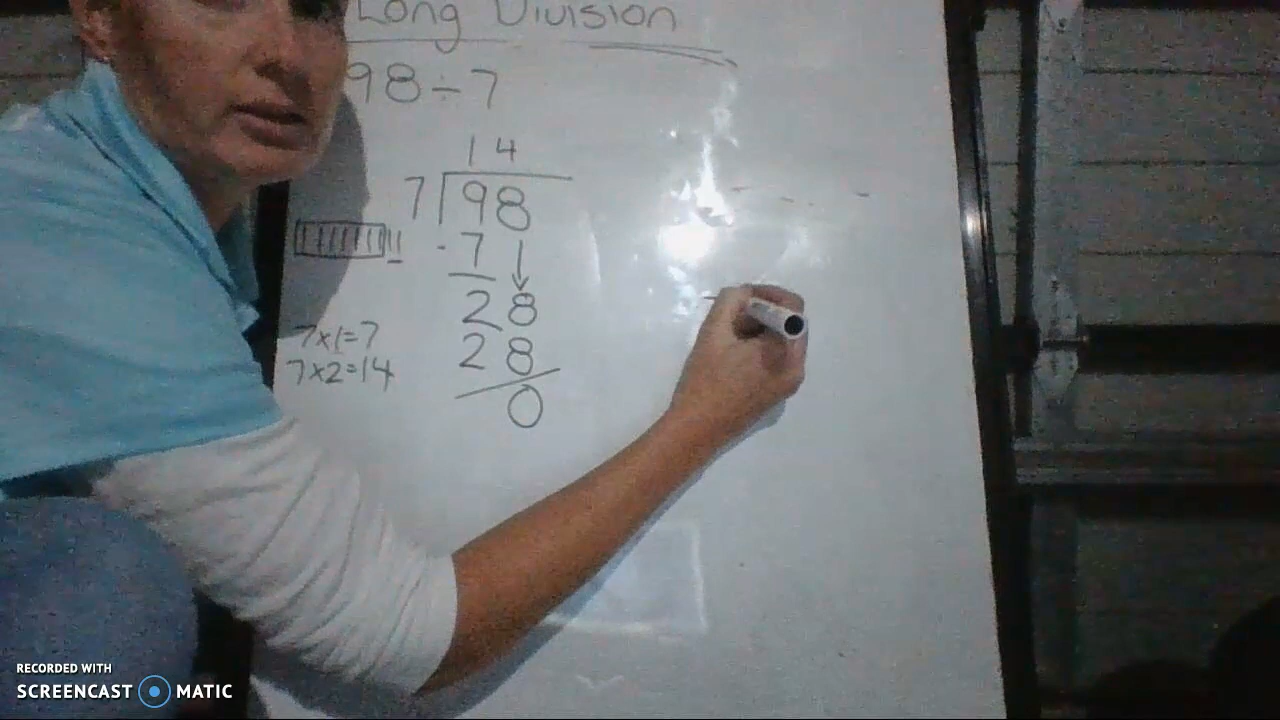 Long Division
98÷7
14
7 98
- 7
28
28
0
7x1=7
7x2=14
RECORDED WITH
SCREENCAST MATIC